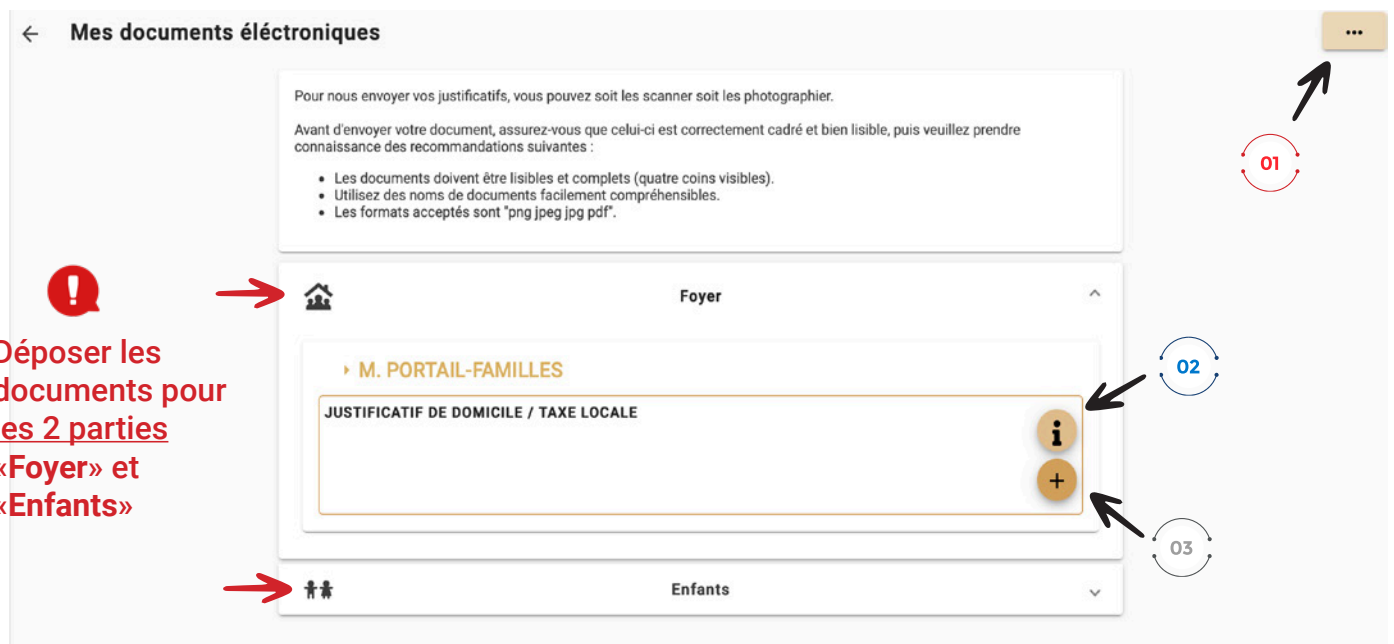 Mes documents éléctroniques
Pour nous envoyer vos justificatifs, vous pouvez soit les scanner soit les photographier.
Avant d'envoyer votre document, assurez-vous que celui-ci est correctement cadré et bien lisible, puis veuillez prendre
connaissance des recommandations suivantes :
• Les documents doivent être lisibles et complets (quatre coins visibles).
• Utilisez des noms de documents facilement compréhensibles.
• Les formats acceptés sont "png jpeg jpg pdf".
01
Foyer
Déposer les
documents pour
les 2 parties
«Foyer» et
«Enfants»
M. PORTAIL-FAMILLES
02
JUSTIFICATIF DE DOMICILE / TAXE LOCALE
03
Enfants